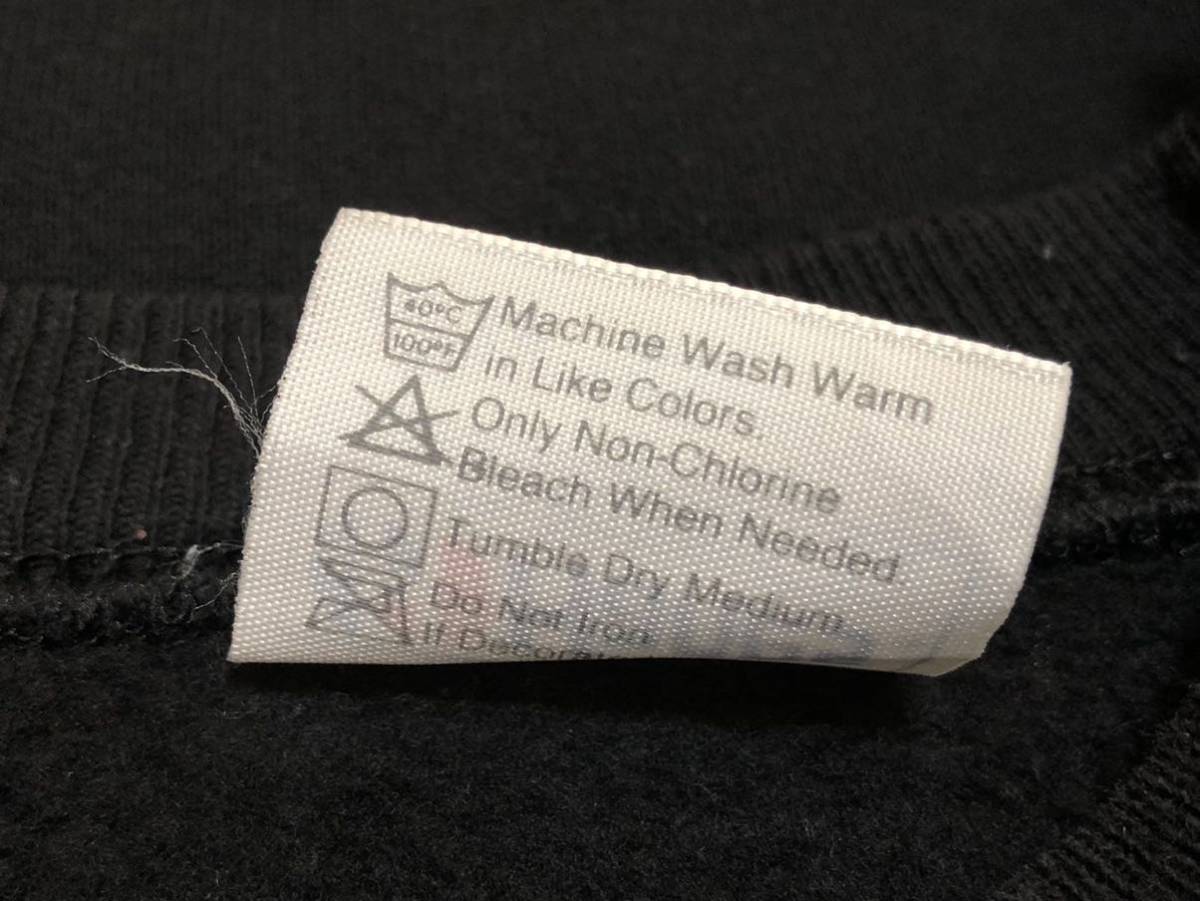 40°C
100°F
Machine Wash Warm
in Like Colors.
Only Non-Chlorine
Bleach When Needed
Tumble Dry Medium
Do Not Iron
If